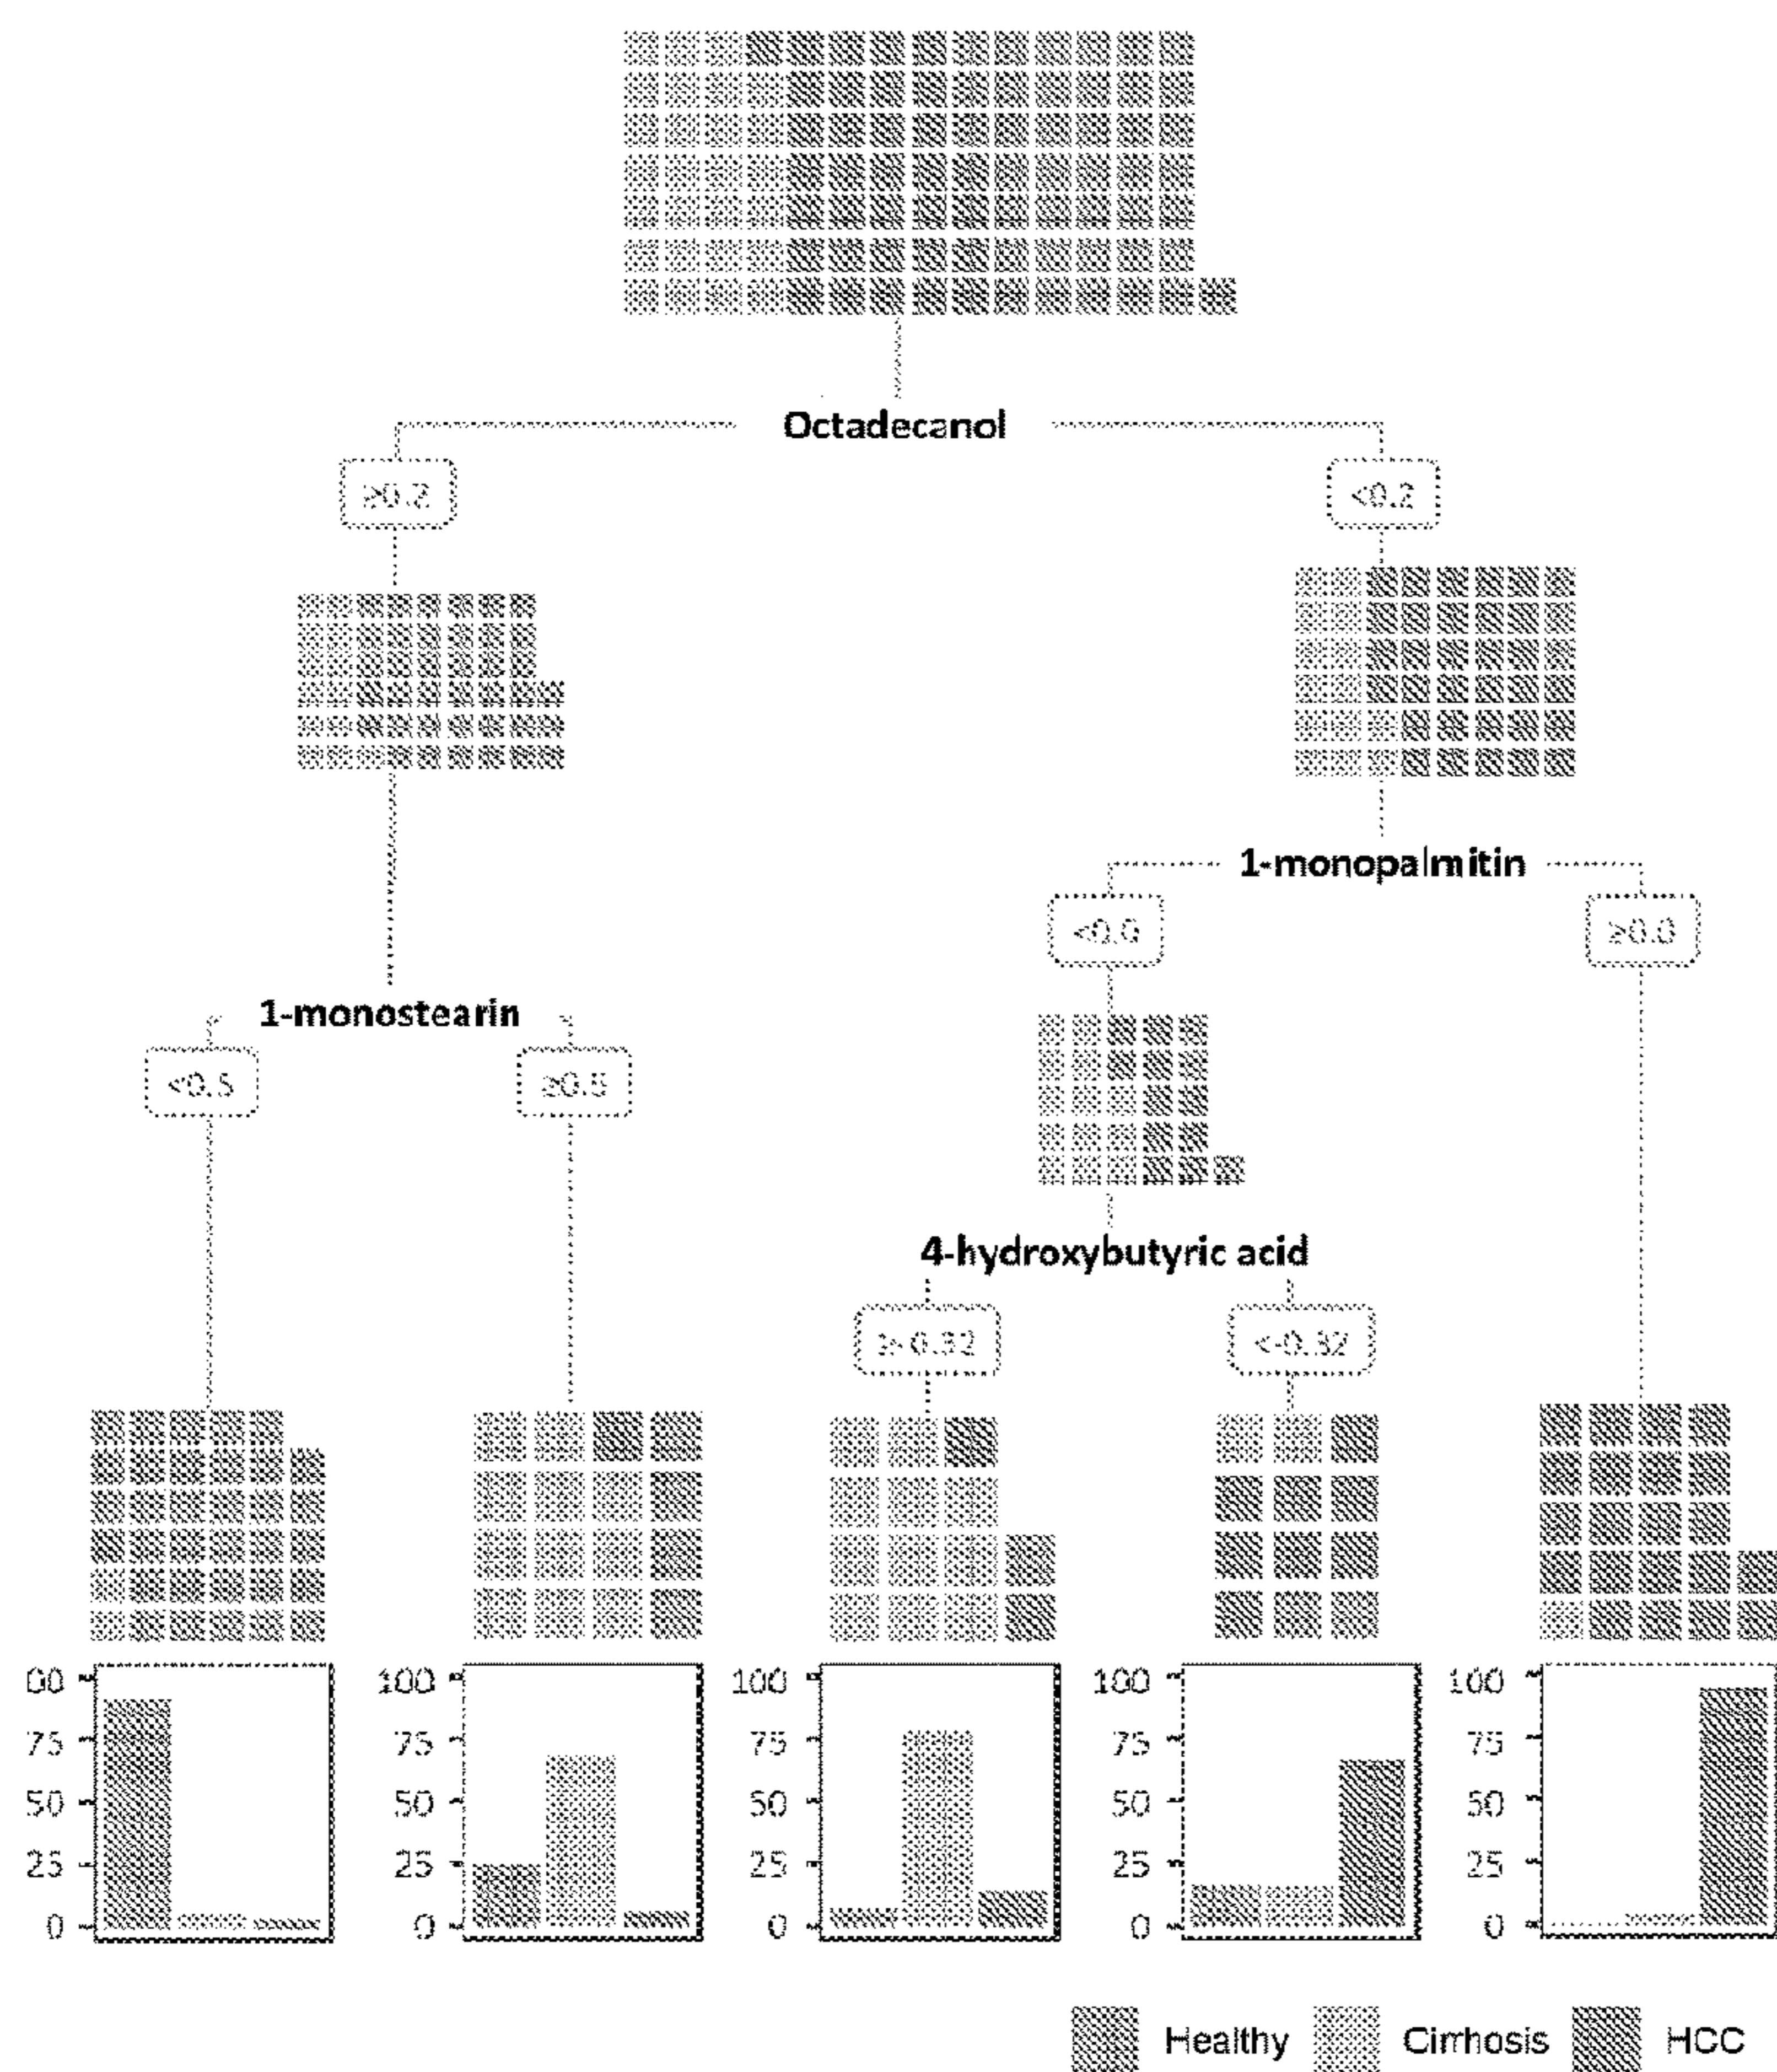 Octadecanol
≥0.2 <0.2
1-monopalmitin
<0.0 ≥0.0
1-monostearin
<0.5 ≥0.5
4-hydroxybutyric acid
≥-0.32 <-0.32
00 100 100 100 100
75 75 75 75 75
50 50 50 50 50
25 25 25 25 25
0 0 0 0 0
Healthy Cirrhosis HCC